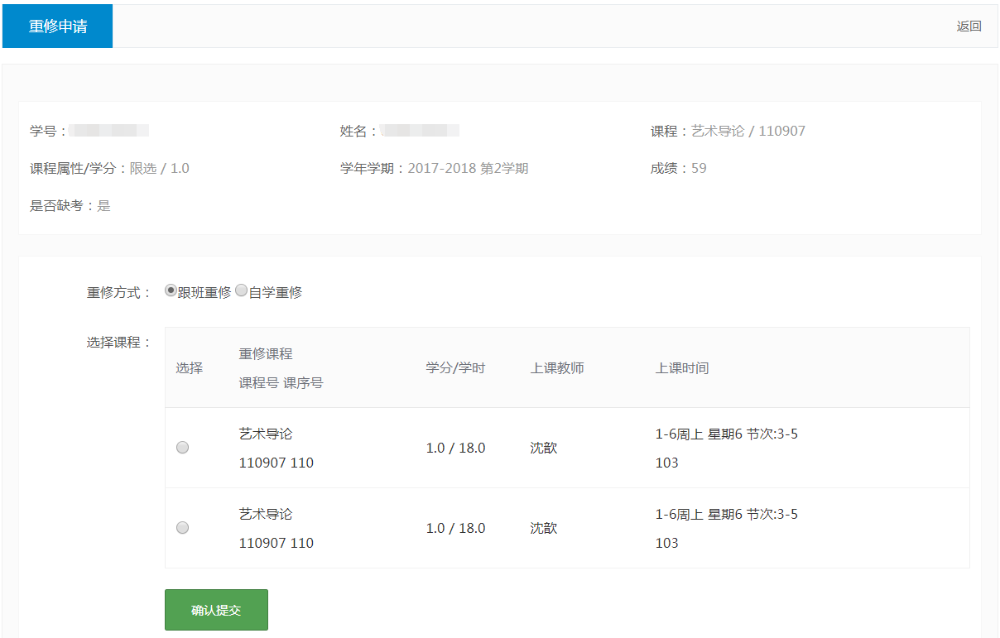 重修申请 返回
学号： 姓名： 课程：艺术导论 / 110907
课程属性/学分：限选 / 1.0 学年学期：2017-2018 第2学期 成绩：59
是否缺考：是
重修方式： 跟班重修 自学重修
选择课程：
选择 重修课程 课程号 课序号 学分/学时 上课教师 上课时间
艺术导论 1-6周上 星期6 节次:3-5
1.0 / 18.0 沈歆
110907 110 103
艺术导论 1-6周上 星期6 节次:3-5
1.0 / 18.0 沈歆
110907 110 103
确认提交